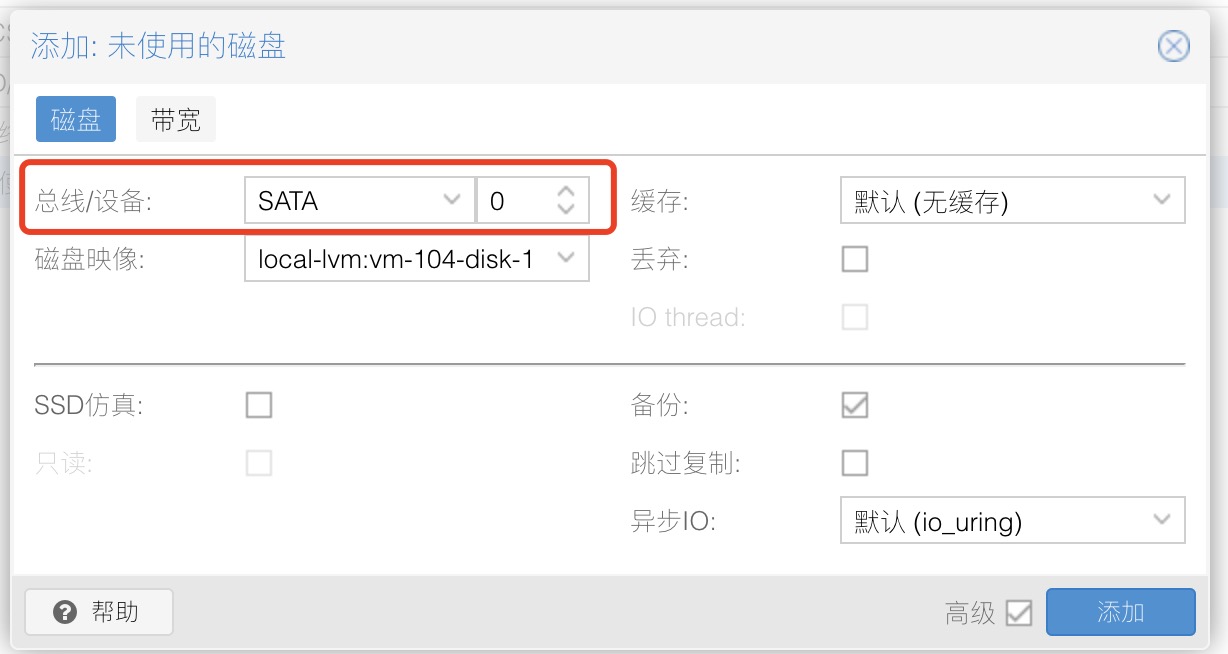 添加: 未使用的磁盘
磁盘 带宽
总线/设备: SATA 0 缓存: 默认 (无缓存)
磁盘映像: local-lvm:vm-104-disk-1 丢弃:
IO thread:
SSD仿真: 备份:
只读: 跳过复制:
异步IO: 默认 (io_uring)
帮助 高级 添加